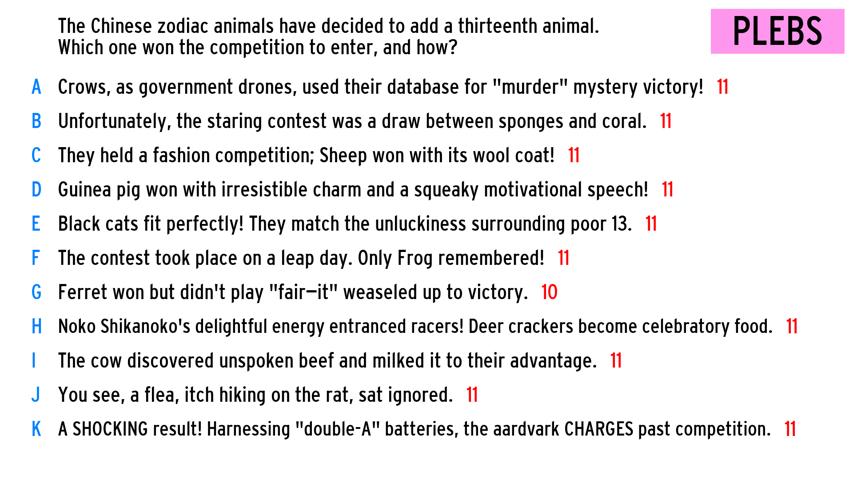 The Chinese zodiac animals have decided to add a thirteenth animal.
Which one won the competition to enter, and how?
PLEBS
A Crows, as government drones, used their database for "murder" mystery victory! 11
B Unfortunately, the staring contest was a draw between sponges and coral. 11
C They held a fashion competition; Sheep won with its wool coat! 11
D Guinea pig won with irresistible charm and a squeaky motivational speech! 11
E Black cats fit perfectly! They match the unluckiness surrounding poor 13. 11
F The contest took place on a leap day. Only Frog remembered! 11
G Ferret won but didn't play "fair—it" weaseled up to victory. 10
H Noko Shikanoko's delightful energy entranced racers! Deer crackers become celebratory food. 11
I The cow discovered unspoken beef and milked it to their advantage. 11
J You see, a flea, itch hiking on the rat, sat ignored. 11
K A SHOCKING result! Harnessing "double-A" batteries, the aardvark CHARGES past competition. 11